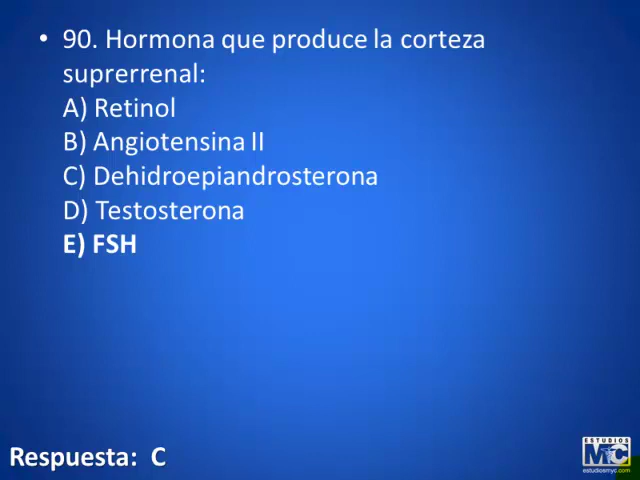 • 90. Hormona que produce la corteza
suprerrenal:
A) Retinol
B) Angiotensina II
C) Dehidroepiandrosterona
D) Testosterona
E) FSH
Respuesta: C
ESTUDIOS
MyC
estudiosmyc.com